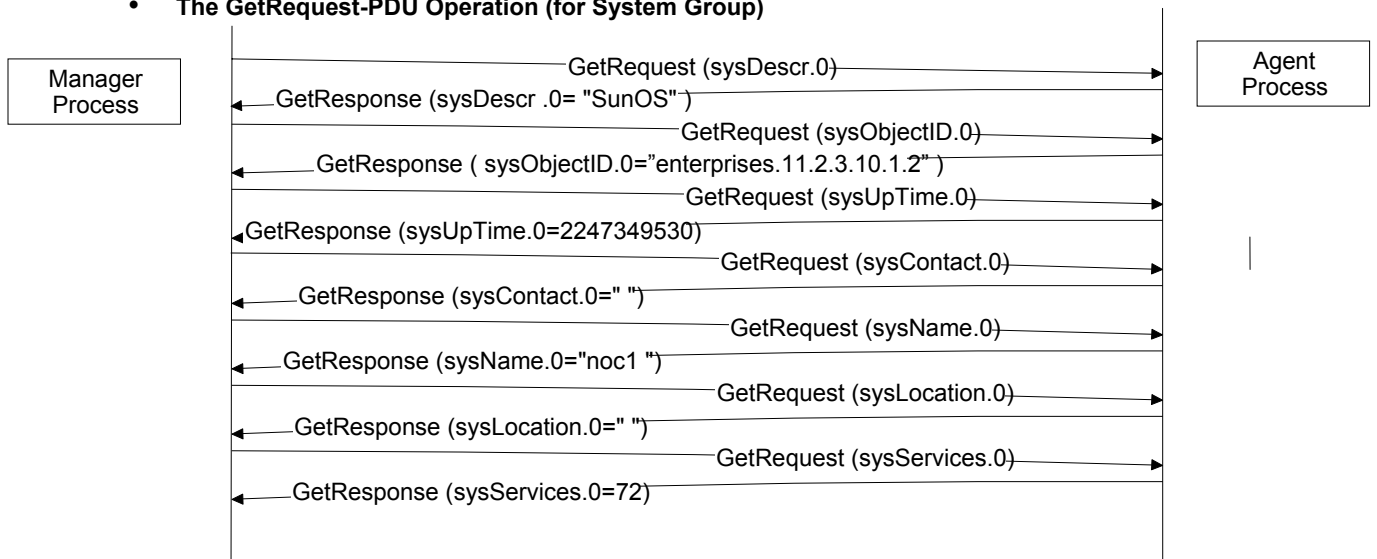 • The GetRequest-PDU Operation (for System Group)
Manager
Process
Agent
Process
GetRequest (sysDescr.0)
GetResponse (sysDescr .0= "SunOS" )
GetRequest (sysObjectID.0)
GetResponse ( sysObjectID.0=”enterprises.11.2.3.10.1.2” )
GetRequest (sysUpTime.0)
GetResponse (sysUpTime.0=2247349530)
GetRequest (sysContact.0)
GetResponse (sysContact.0=" ")
GetRequest (sysName.0)
GetResponse (sysName.0="noc1 ")
GetRequest (sysLocation.0)
GetResponse (sysLocation.0=" ")
GetRequest (sysServices.0)
GetResponse (sysServices.0=72)